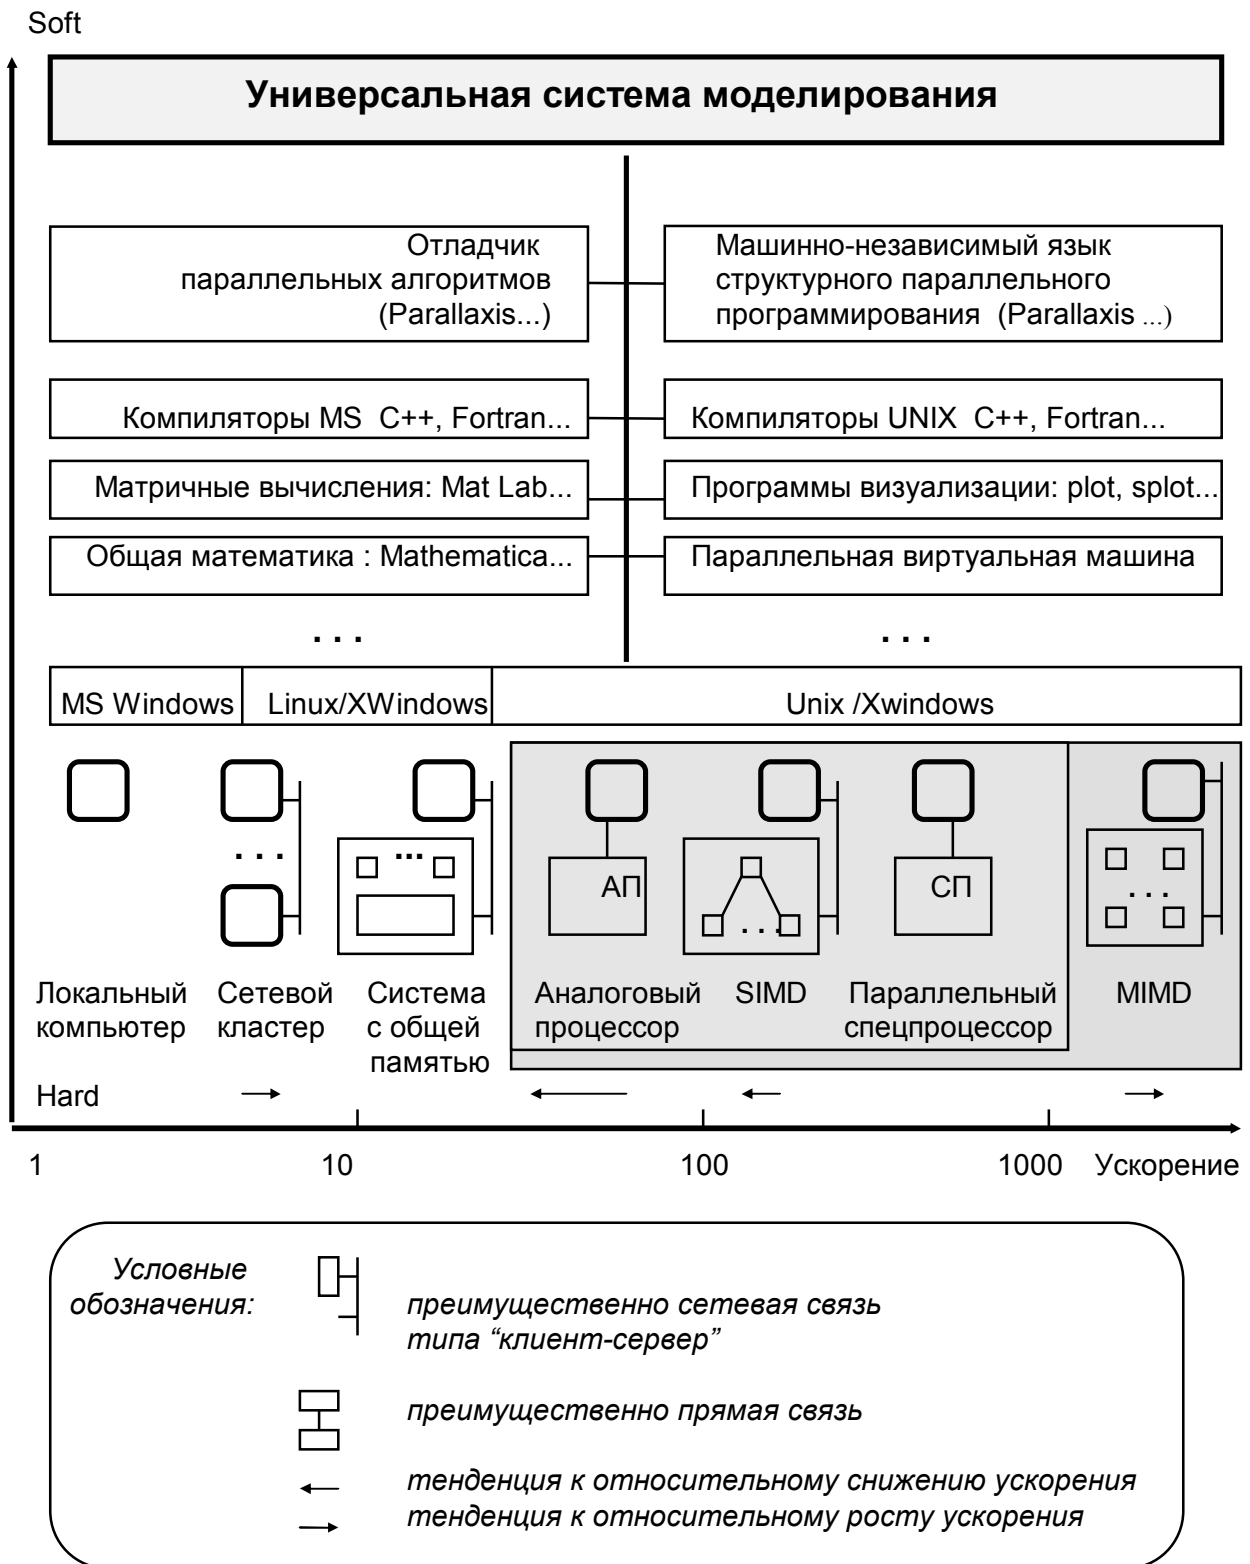 Soft
Универсальная система моделирования
Отладчик
параллельных алгоритмов
(Parallaxis...)
Машинно-независимый язык
структурного параллельного
программирования (Parallaxis ...)
Компиляторы MS C++, Fortran...
Компиляторы UNIX C++, Fortran...
Матричные вычисления: Mat Lab...
Программы визуализации: plot, splot...
Общая математика : Mathematica...
Параллельная виртуальная машина
. . .
. . .
MS Windows
Linux/XWindows
Unix /Xwindows
. . .
...
АП
. . .
СП
. . .
Локальный
компьютер
Сетевой
кластер
Система
с общей
памятью
Аналоговый
процессор
SIMD
Параллельный
спецпроцессор
MIMD
Hard
1
10
100
1000
Ускорение
Условные
обозначения:
преимущественно сетевая связь
типа “клиент-сервер”
преимущественно прямая связь
тенденция к относительному снижению ускорения
тенденция к относительному росту ускорения